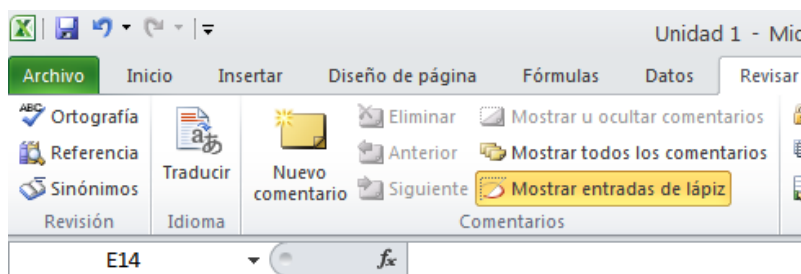 Unidad 1 - Mic
Archivo Inicio Insertar Diseño de página Fórmulas Datos Revisar
ABC Ortografía
Referencia
Sinónimos
Revisión
Traducir
Idioma
Nuevo comentario
Eliminar
Anterior
Siguiente
Mostrar u ocultar comentarios
Mostrar todos los comentarios
Mostrar entradas de lápiz
Comentarios
E14 fx